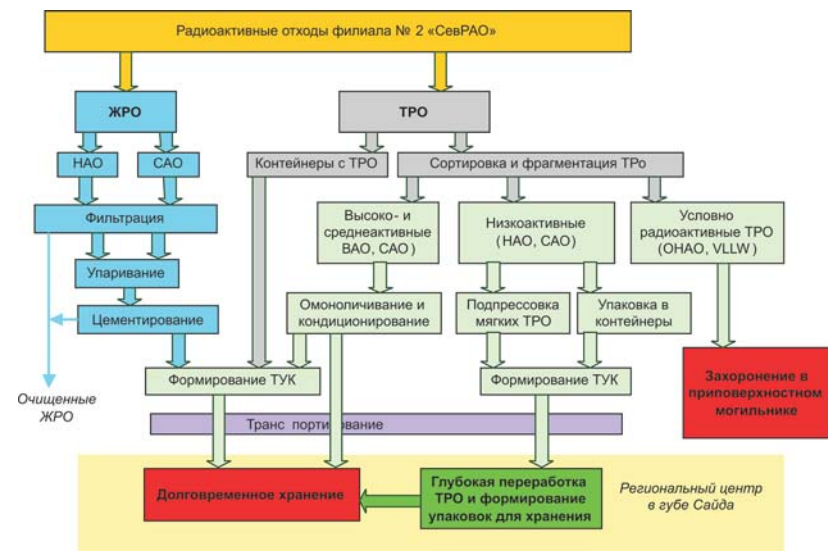 Радиоактивные отходы филиала № 2 «СевРАО»
ЖРО
ТРО
НАО
САО
Контейнеры с ТРО
Сортировка и фрагментация ТРо
Фильтрация
Высоко- и
среднеактивные
ВАО, САО)
Низкоактивные
(НАО, САО)
Условно
радиоактивные ТРО
(ОНАО, VLLW)
Упаривание
Цементирование
Омоноличивание и
кондиционирование
Подпрессовка
мягких ТРО
Упаковка в
контейнеры
Формирование ТУК
Формирование ТУК
Захоронение в
приповерхностном
могильнике
Очищенные
ЖРО
Транс портирование
Долговременное хранение
Глубокая переработка
ТРО и формирование
упаковок для хранения
Региональный центр
в губе Сайда